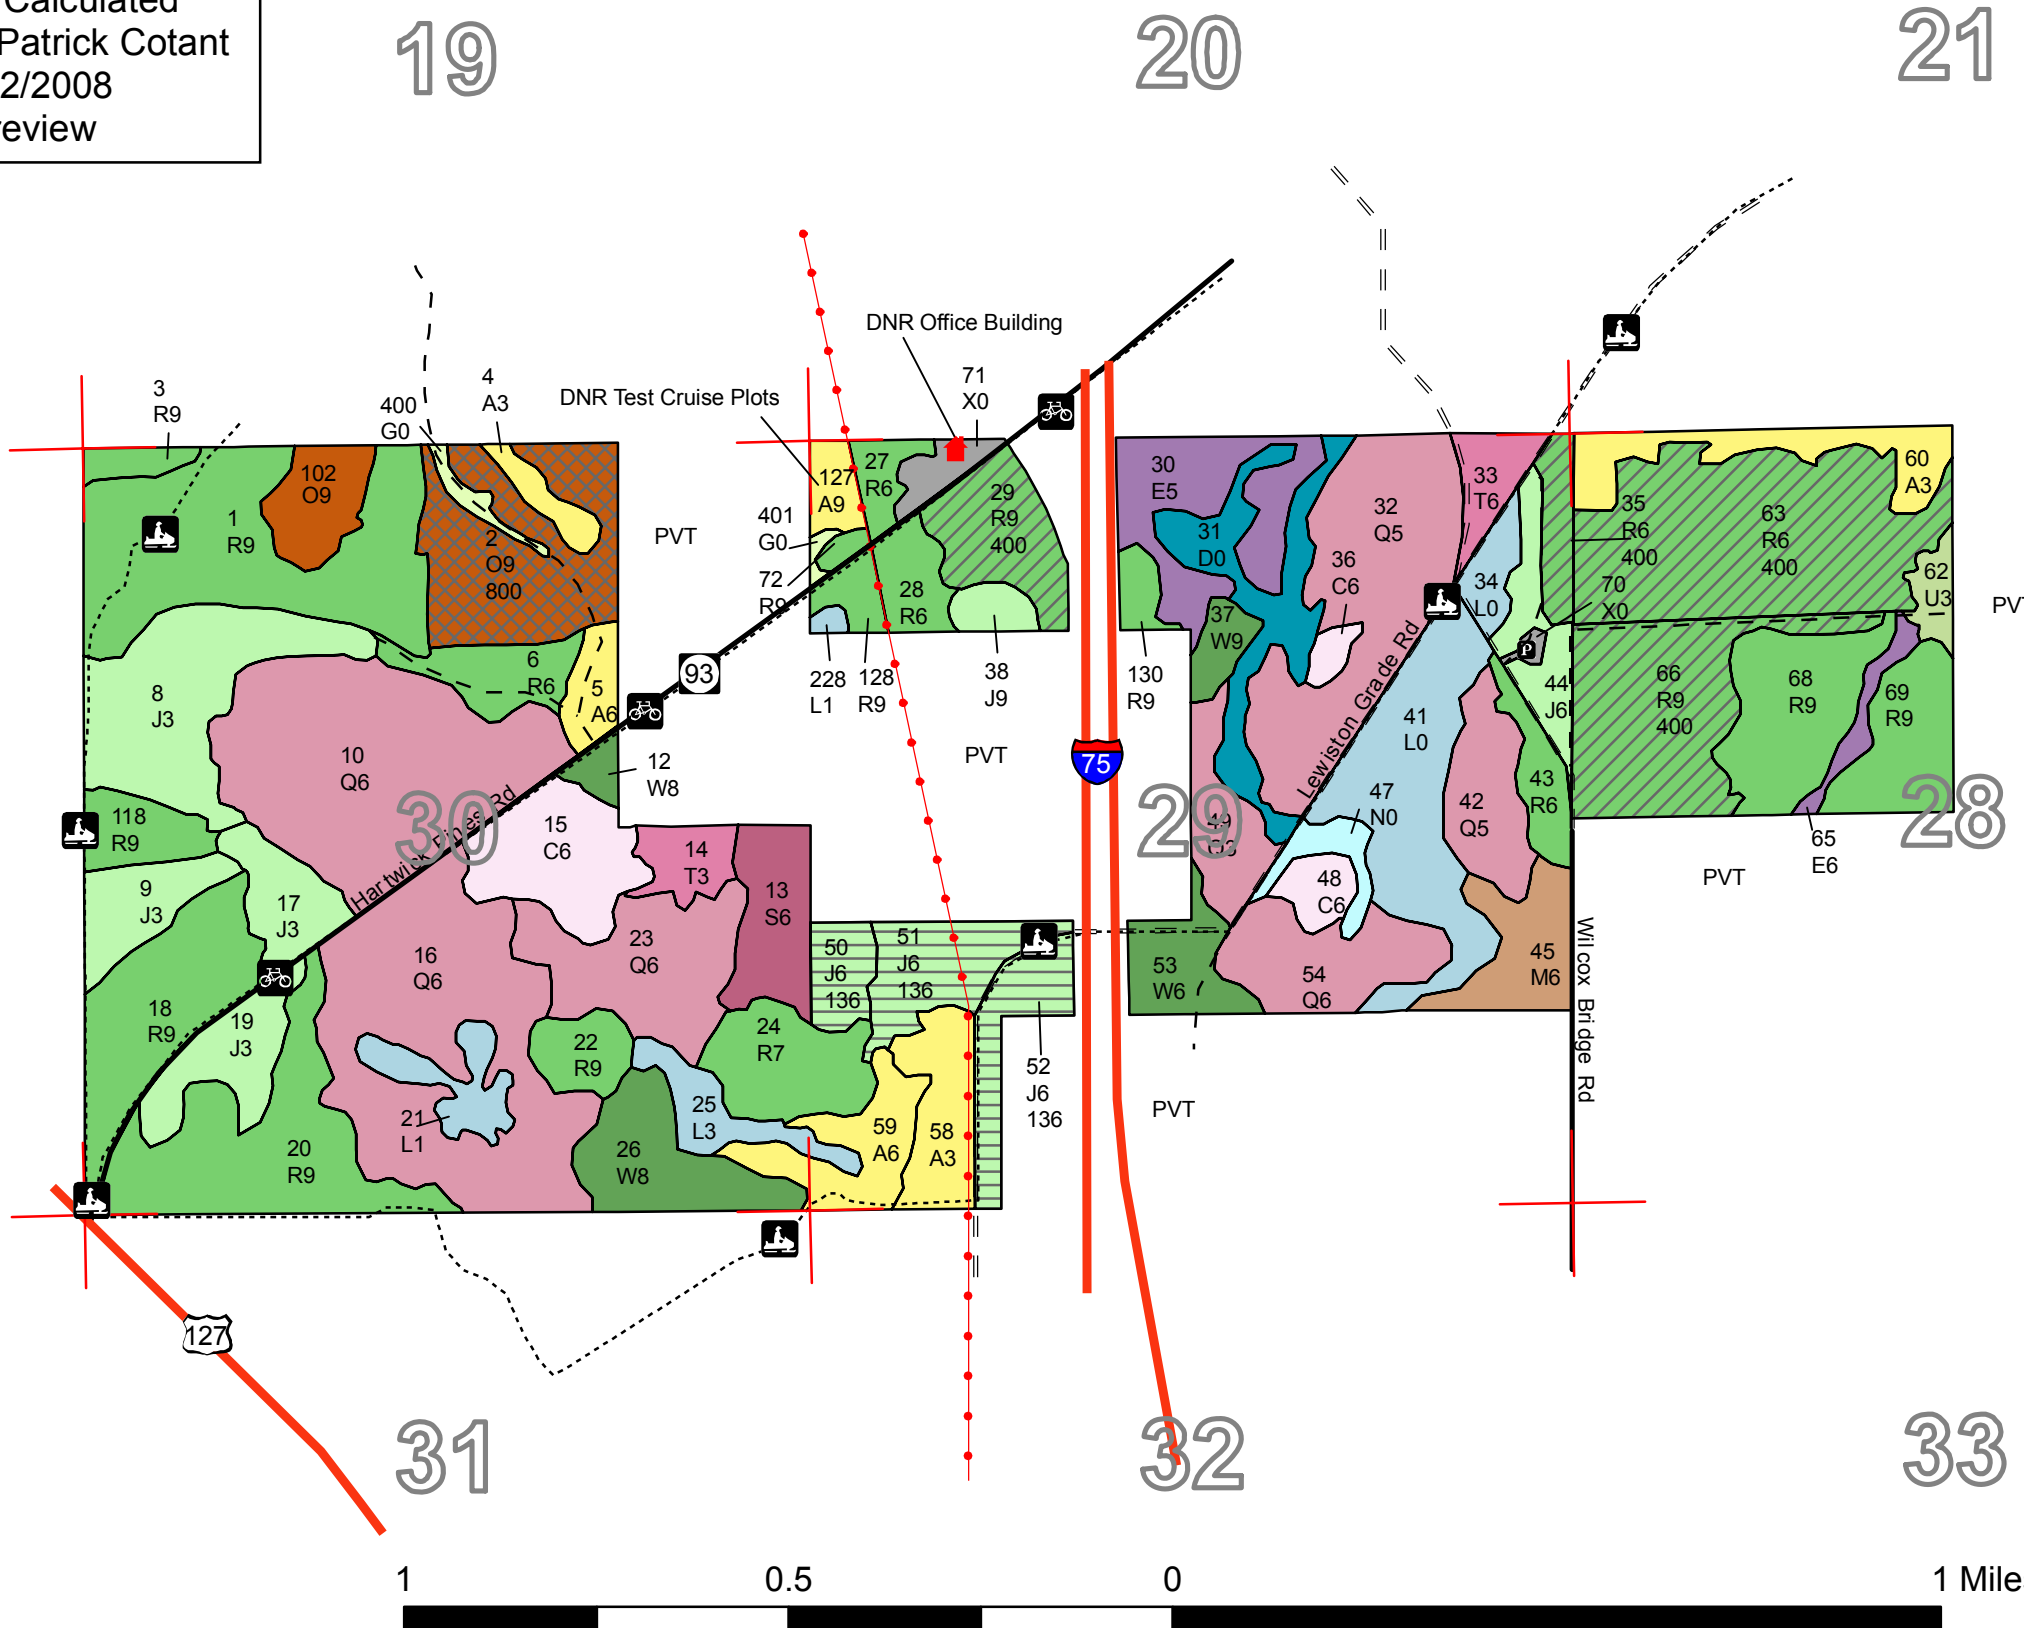 Calculated
Patrick Cotant
2/2008
review
19
20
21
DNR Office Building
DNR Test Cruise Plots
3
R9
400
G0
4
A3
71
X0
102
O9
1
R9
2
O9
800
PVT
127
A9
27
R6
401
G0
72
R9
29
R9
400
28
R6
30
E5
31
D0
32
Q5
33
T6
36
C6
34
L0
35
R6
400
70
X0
63
R6
400
60
A3
62
U3
PVT
37
W9
6
R6
5
A6
8
J3
10
Q6
93
228
L1
128
R9
38
J9
130
R9
PVT
75
Lewiston Grade Rd
41
L0
44
J6
66
R9
400
68
R9
69
R9
12
W8
118
R9
Hartwick Pines Rd
30
15
C6
14
T3
13
S6
29
49
47
N0
42
Q5
43
R6
28
65
E6
PVT
9
J3
17
J3
48
C6
16
Q6
23
Q6
50
J6
136
51
J6
136
53
W6
54
Q6
45
M6
Wilcox Bridge Rd
18
R9
19
J3
22
R9
24
R7
52
J6
136
PVT
21
L1
25
L3
59
A6
58
A3
20
R9
26
W8
P
127
31
32
33
1
0.5
0
1 Mile